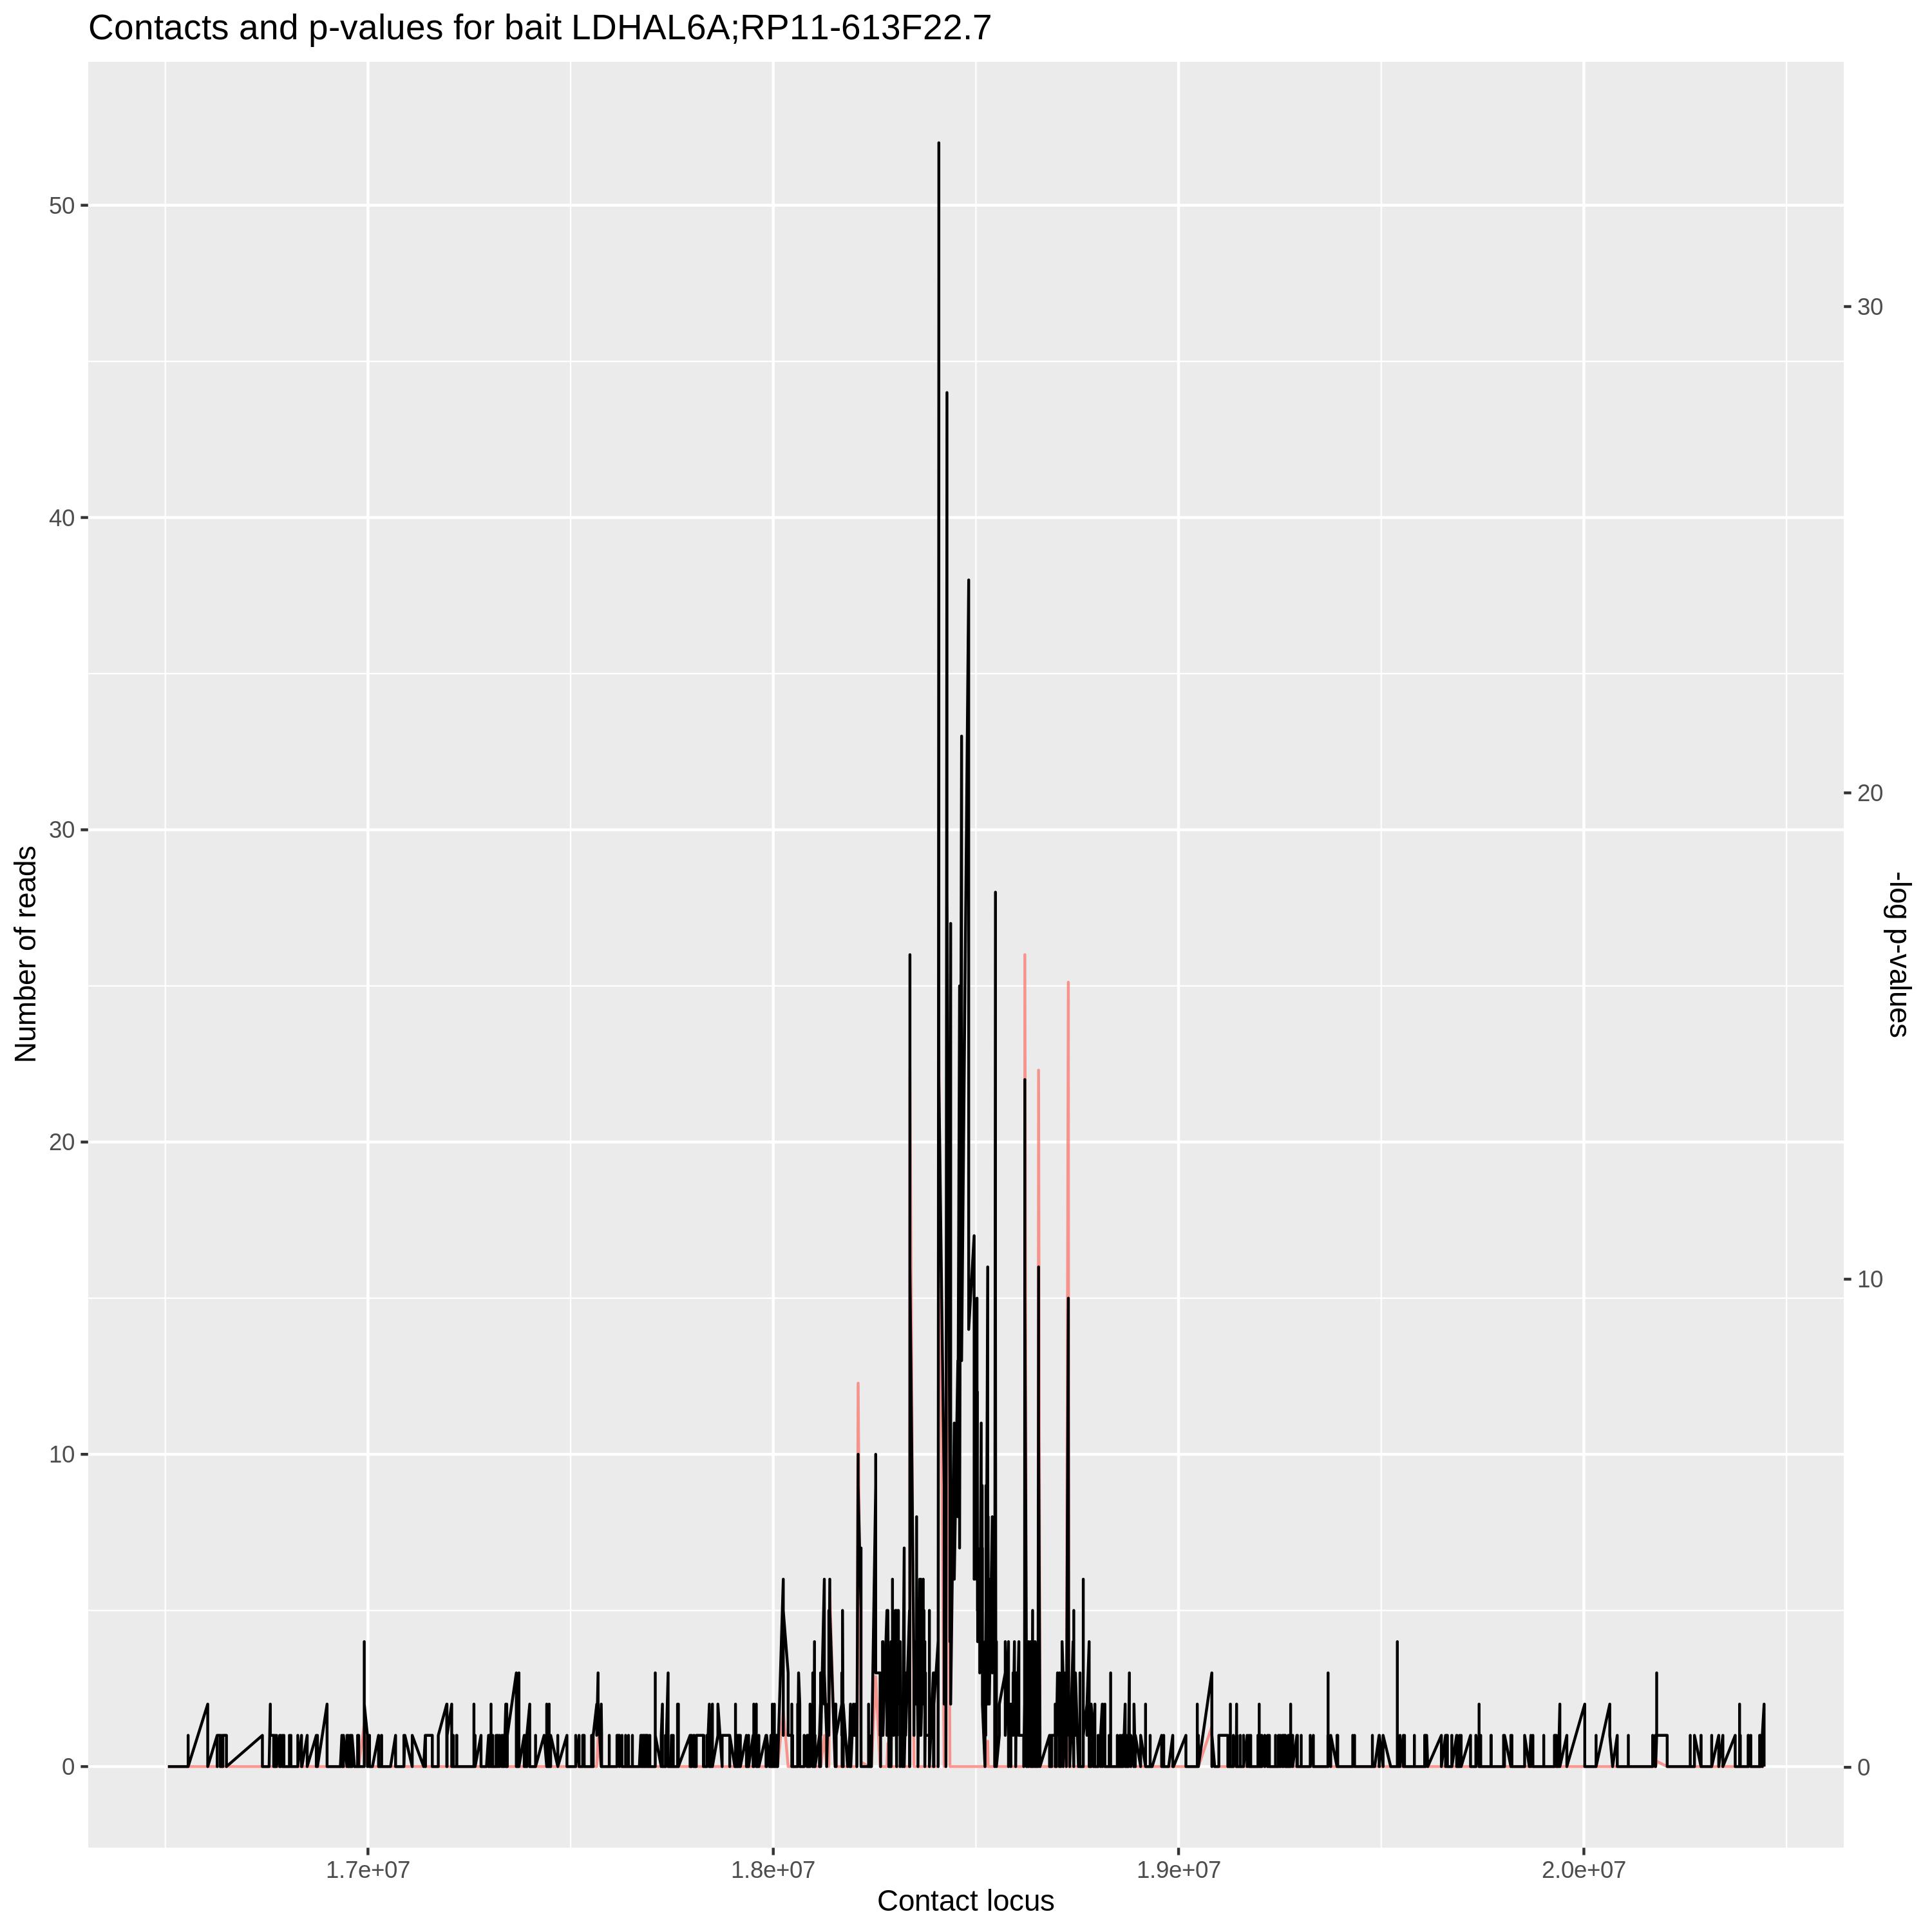 Contacts and p-values for bait LDHAL6A;RP11-613F22.7
50
40
30
20
10
0
Number of reads
30
20
10
0
-log p-values
1.7e+07
1.8e+07
1.9e+07
2.0e+07
Contact locus